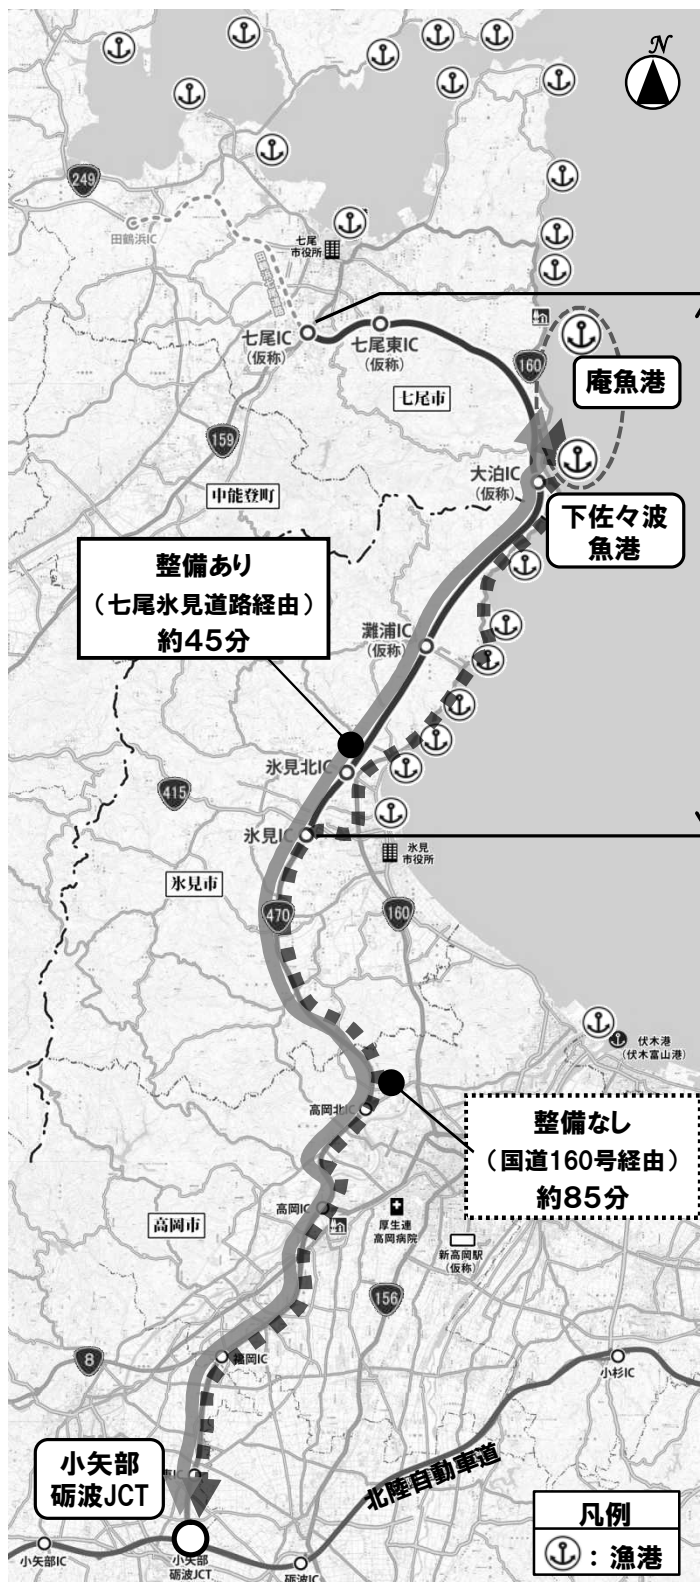 N
249
田鶴浜IC
七尾
市役所
七尾IC
(仮称)
七尾東IC
(仮称)
160
庵魚港
七尾市
159
大泊IC
(仮称)
中能登町
下佐々波
魚港
整備あり
(七尾氷見道路経由)
約45分
灘浦IC
(仮称)
氷見北IC
415
氷見IC
氷見
市役所
氷見市
470
160
伏木港
(伏木富山港)
高岡北IC
整備なし
(国道160号経由)
約85分
高岡IC
高岡市
厚生連
高岡病院
新高岡駅
(仮称)
156
8
福岡IC
小杉IC
小矢部
砺波JCT
北陸自動車道
凡例
:漁港
小矢部IC
小矢部
砺波JCT
砺波IC